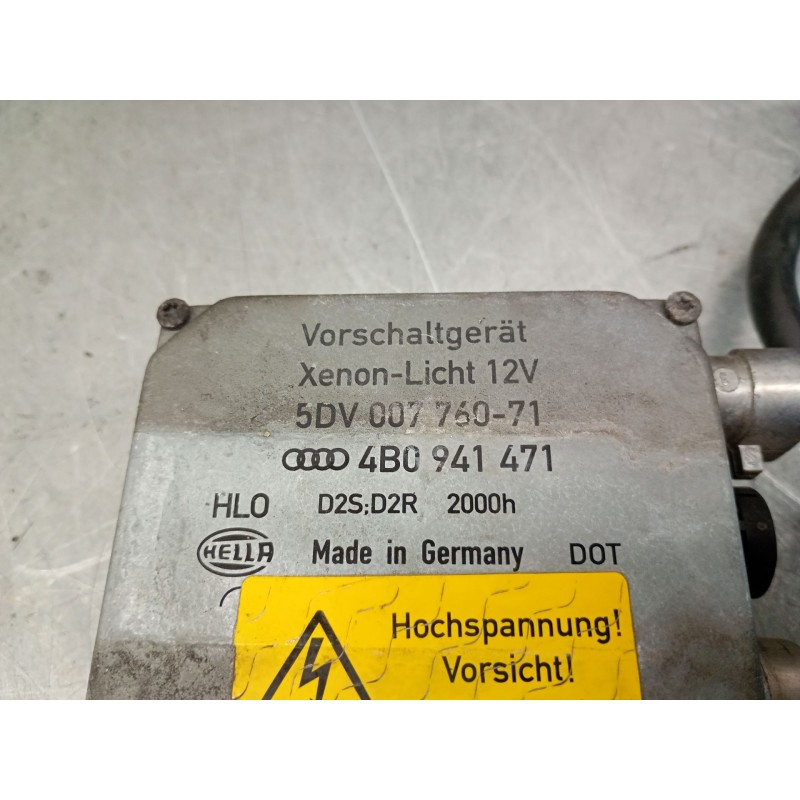 Vorschaltgerät
Xenon-Licht 12V
5DV 007 760-71
4B0 941 471
HLO D2S;D2R 2000h
HELLA Made in Germany DOT
Hochspannung!
Vorsicht!